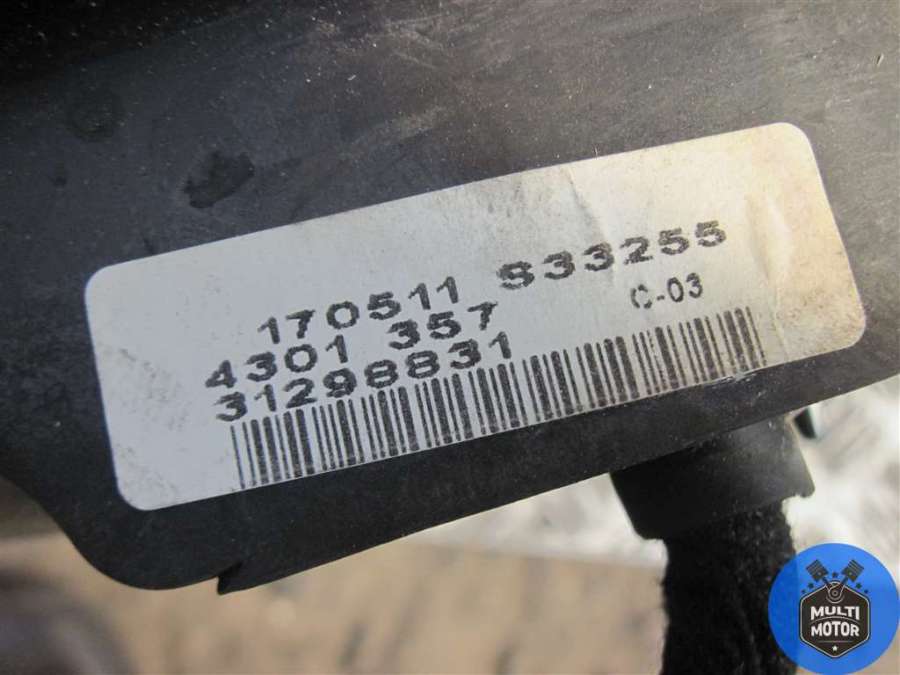 170511 S33255
4301 357 C-03
31298831
MULTI
MOTOR